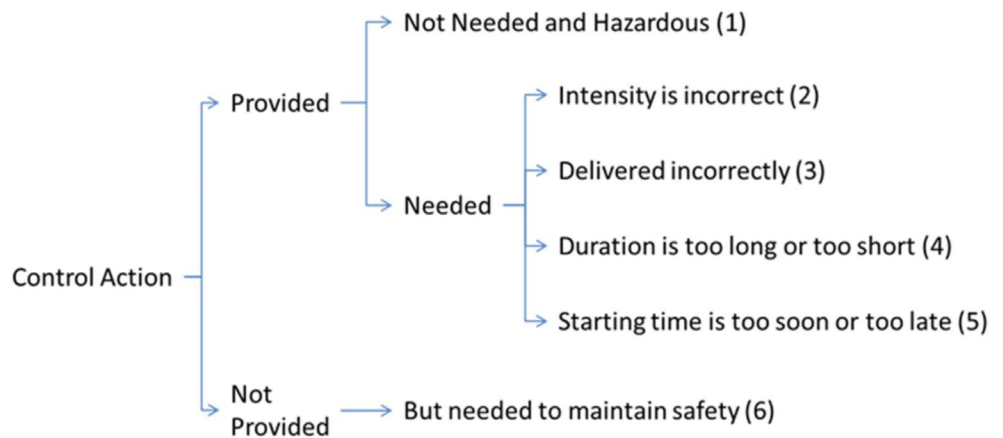 Not Needed and Hazardous (1)
Provided
Intensity is incorrect (2)
Delivered incorrectly (3)
Needed
Duration is too long or too short (4)
Control Action
Starting time is too soon or too late (5)
Not
Provided
But needed to maintain safety (6)